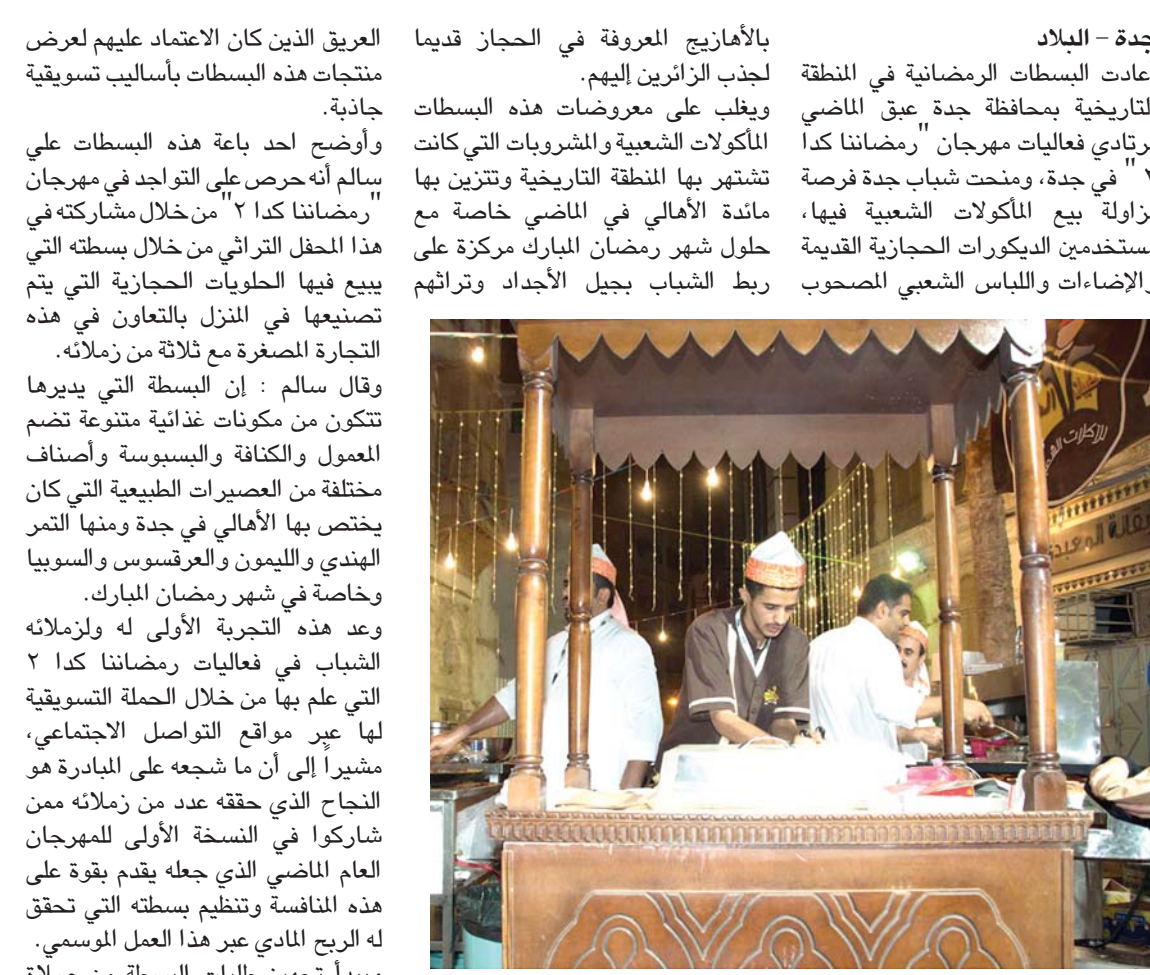 جدة - البلاد
عادت البسطات الرمضانية في المنطقة
لتاريخية بمحافظة جدة عبق الماضي
رتادي فعاليات مهرجان "رمضاننا كدا
٢ " في جدة، ومنحت شباب جدة فرصة
زاولة بيع المأكولات الشعبية فيها،
ستخدمين الديكورات الحجازية القديمة
والإضاءات واللباس الشعبي المصحوب
بالأهازيج المعروفة في الحجاز قديما
لجذب الزائرين إليهم.
ويغلب على معروضات هذه البسطات
المأكولات الشعبية والمشروبات التي كانت
تشتهر بها المنطقة التاريخية وتتزين بها
مائدة الأهالي في الماضي خاصة مع
حلول شهر رمضان المبارك مركزة على
ربط الشباب بجيل الأجداد وتراثهم
العريق الذين كان الاعتماد عليهم لعرض
منتجات هذه البسطات بأساليب تسويقية
جاذبة.
وأوضح احد باعة هذه البسطات علي
سالم أنه حرص على التواجد في مهرجان
"رمضاننا كدا ٢"من خلال مشاركته في
هذا المحفل التراثي من خلال بسطته التي
يبيع فيها الحلويات الحجازية التي يتم
تصنيعها في المنزل بالتعاون في هذه
التجارة المصغرة مع ثلاثة من زملائه.
وقال سالم : إن البسطة التي يديرها
تتكون من مكونات غذائية متنوعة تضم
المعمول والكنافة والبسبوسة وأصناف
مختلفة من العصيرات الطبيعية التي كان
يختص بها الأهالي في جدة ومنها التمر
الهندي والليمون والعرقسوس والسوبيا
وخاصة في شهر رمضان المبارك.
وعد هذه التجربة الأولى له ولزملائه
الشباب في فعاليات رمضاننا كدا ٢
التي علم بها من خلال الحملة التسويقية
لها عبر مواقع التواصل الاجتماعي،
مشيراً إلى أن ما شجعه على المبادرة هو
النجاح الذي حققه عدد من زملائه ممن
شاركوا في النسخة الأولى للمهرجان
العام الماضي الذي جعله يقدم بقوة على
هذه المنافسة وتنظيم بسطته التي تحقق
له الربح المادي عبر هذا العمل الموسمي.